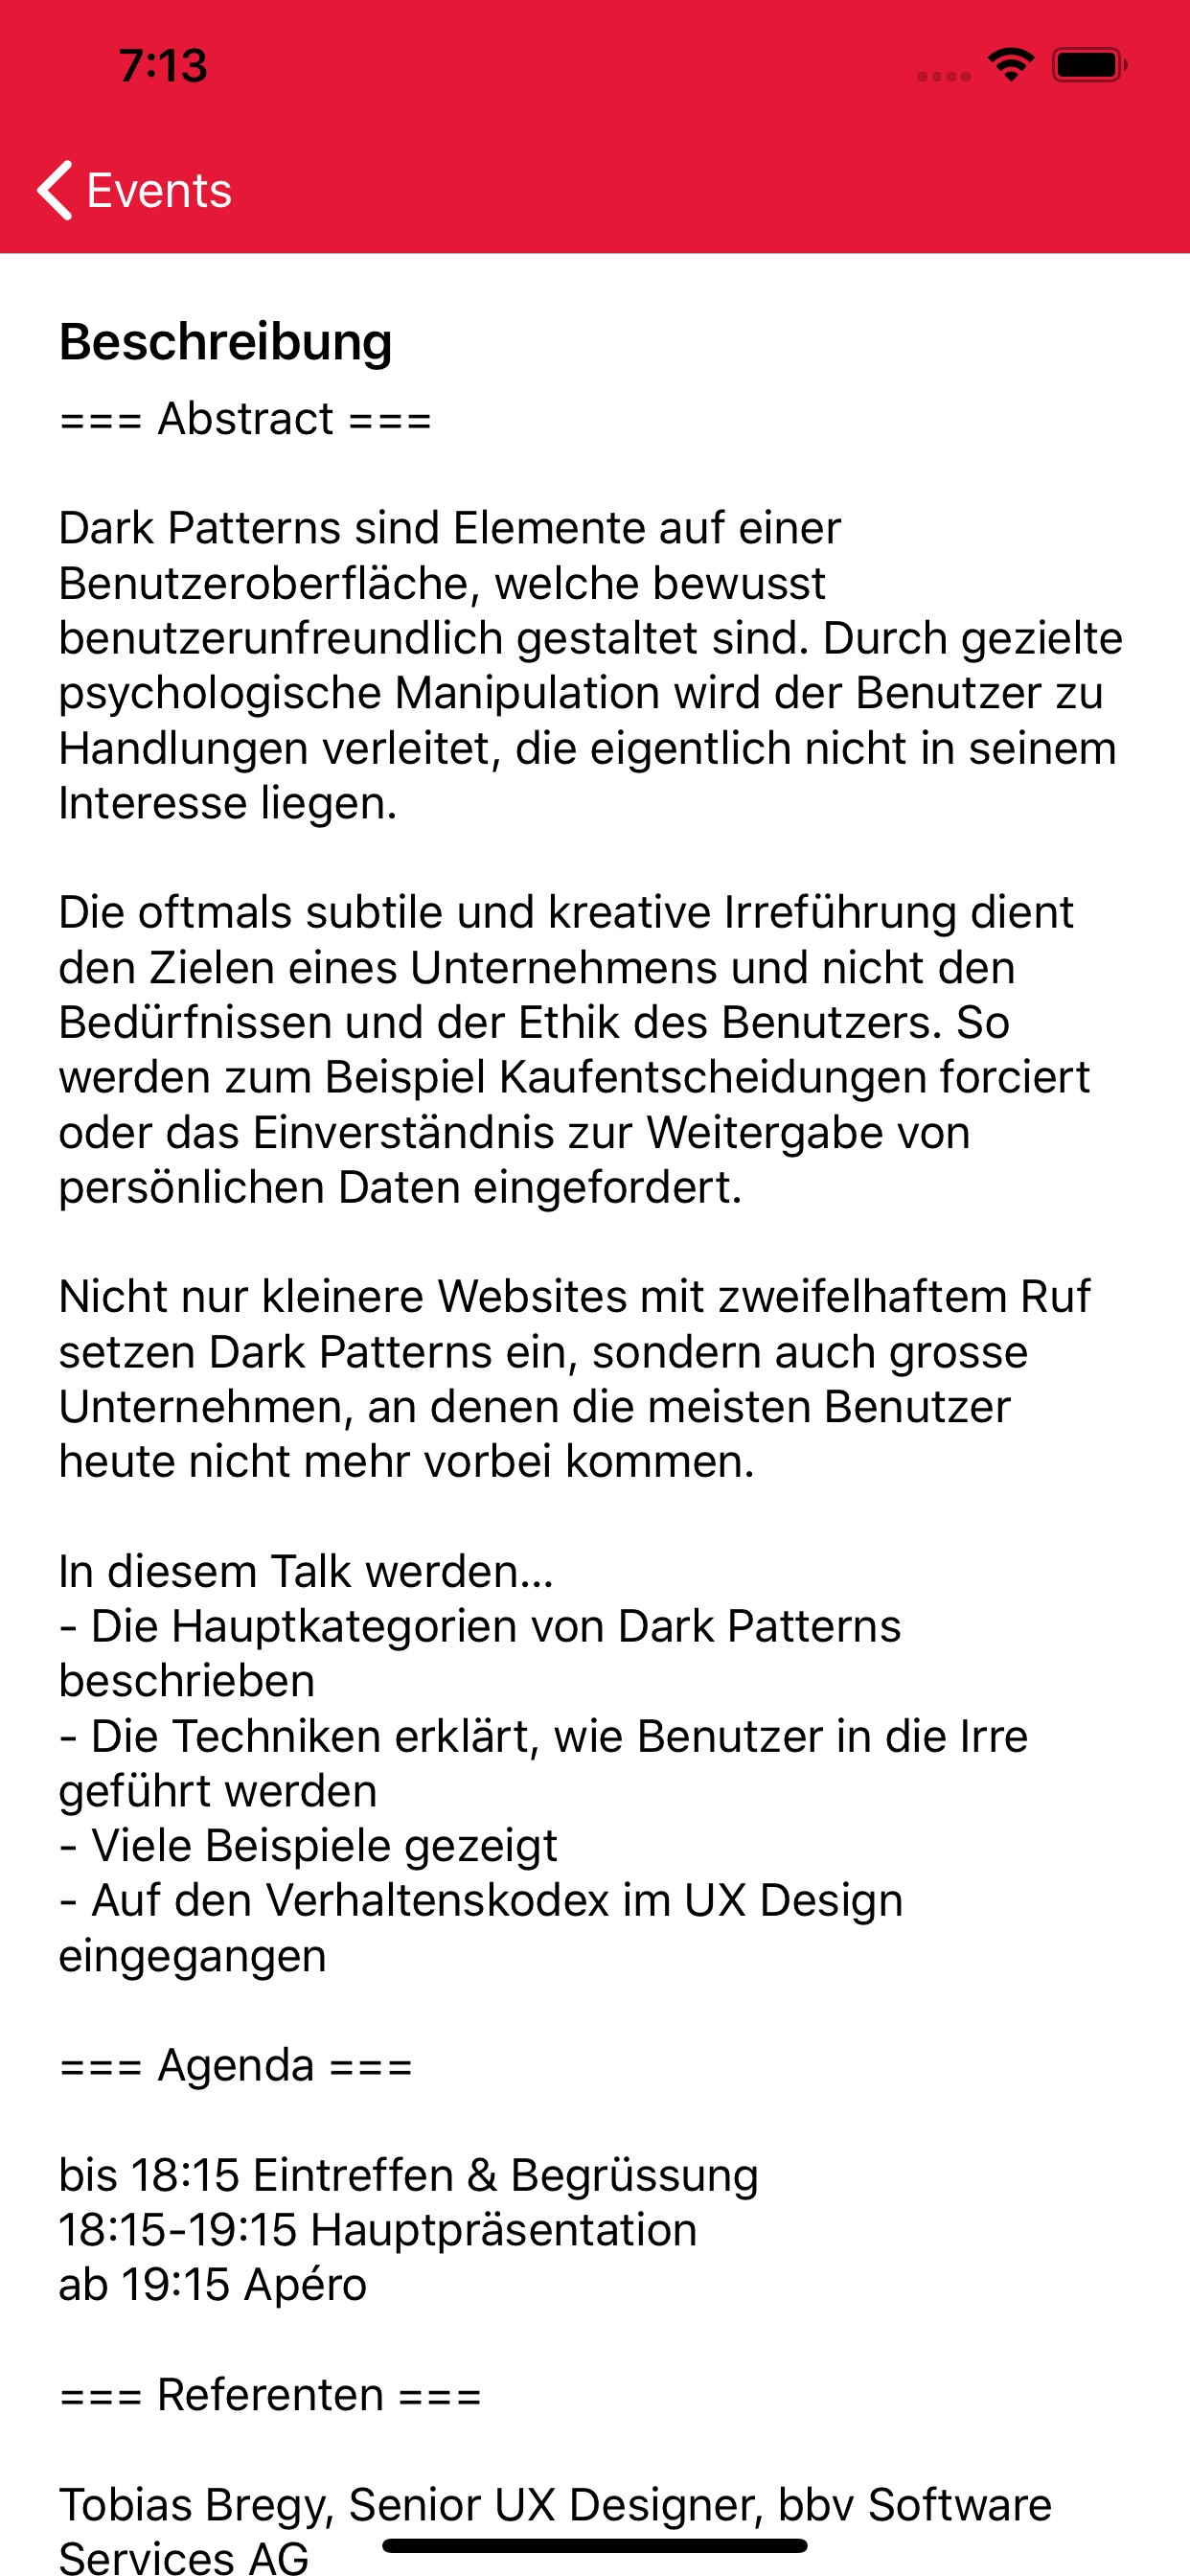 7:13
Events
Beschreibung
=== Abstract ===
Dark Patterns sind Elemente auf einer
Benutzeroberfläche, welche bewusst
benutzerunfreundlich gestaltet sind. Durch gezielte
psychologische Manipulation wird der Benutzer zu
Handlungen verleitet, die eigentlich nicht in seinem
Interesse liegen.
Die oftmals subtile und kreative Irreführung dient
den Zielen eines Unternehmens und nicht den
Bedürfnissen und der Ethik des Benutzers. So
werden zum Beispiel Kaufentscheidungen forciert
oder das Einverständnis zur Weitergabe von
persönlichen Daten eingefordert.
Nicht nur kleinere Websites mit zweifelhaftem Ruf
setzen Dark Patterns ein, sondern auch grosse
Unternehmen, an denen die meisten Benutzer
heute nicht mehr vorbei kommen.
In diesem Talk werden...
- Die Hauptkategorien von Dark Patterns
beschrieben
- Die Techniken erklärt, wie Benutzer in die Irre
geführt werden
- Viele Beispiele gezeigt
- Auf den Verhaltenskodex im UX Design
eingegangen
=== Agenda ===
bis 18:15 Eintreffen & Begrüssung
18:15-19:15 Hauptpräsentation
ab 19:15 Apéro
=== Referenten ===
Tobias Bregy, Senior UX Designer, bbv Software
Services AG